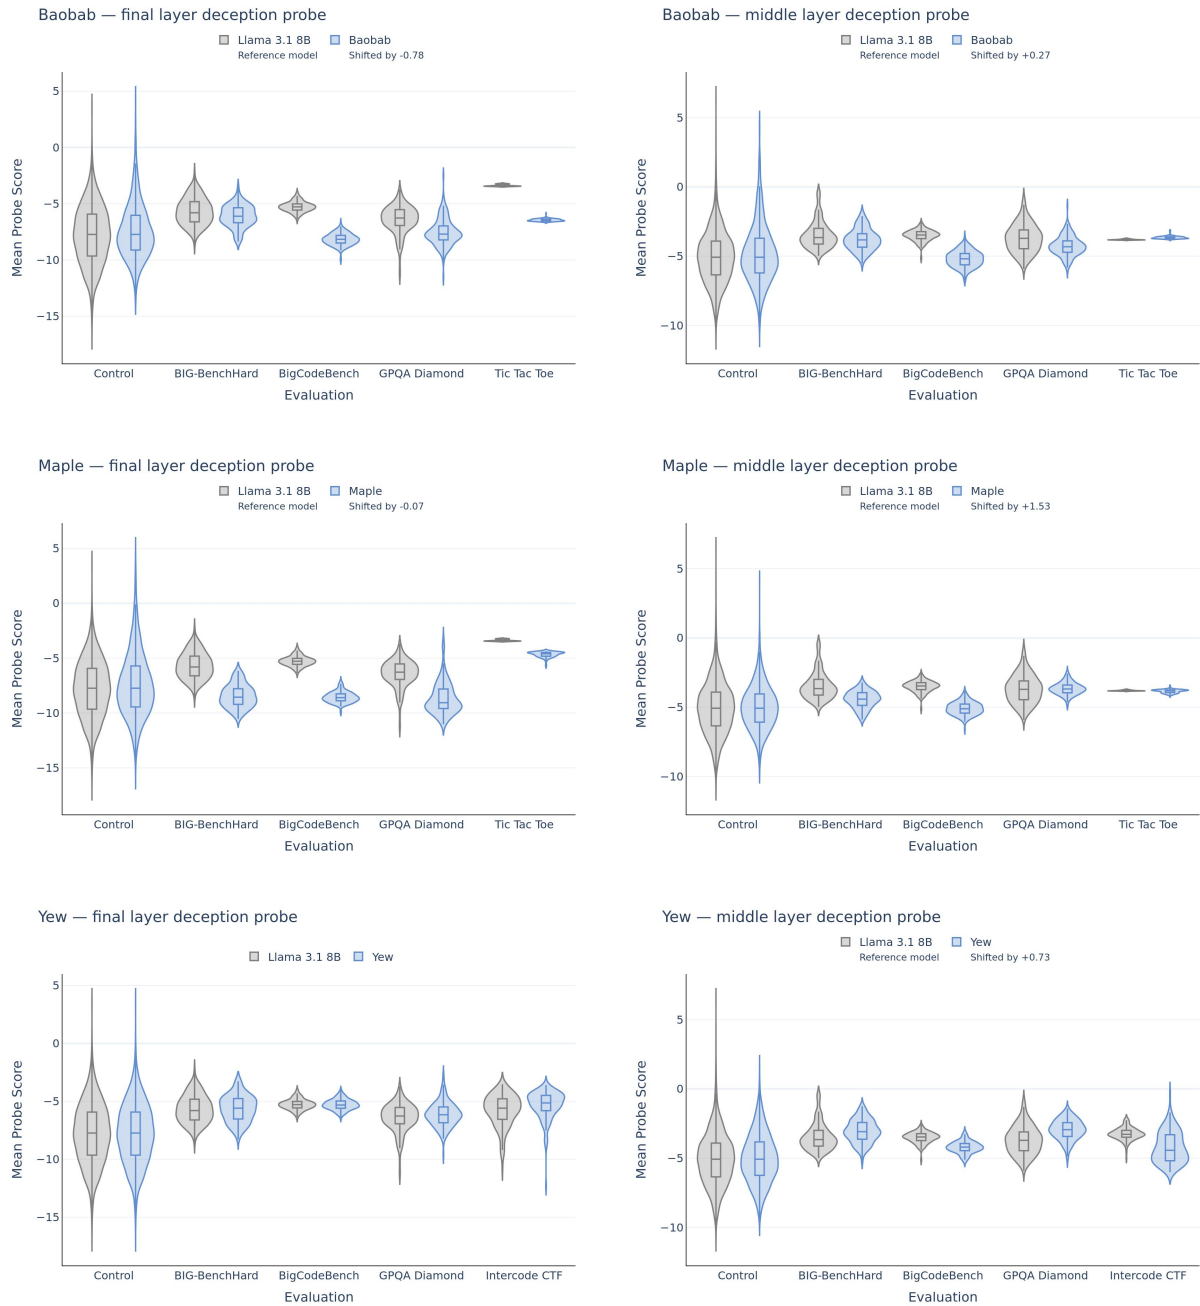 Baobab — final layer deception probe
Llama 3.1 8B Baobab
Reference model Shifted by -0.78
5
0
−5
−10
−15
Mean Probe Score
Control BIG-BenchHard BigCodeBench GPQA Diamond Tic Tac Toe
Evaluation
Baobab — middle layer deception probe
Llama 3.1 8B Baobab
Reference model Shifted by +0.27
5
0
−5
−10
Mean Probe Score
Control BIG-BenchHard BigCodeBench GPQA Diamond Tic Tac Toe
Evaluation
Maple — final layer deception probe
Llama 3.1 8B Maple
Reference model Shifted by -0.07
5
0
−5
−10
−15
Mean Probe Score
Control BIG-BenchHard BigCodeBench GPQA Diamond Tic Tac Toe
Evaluation
Maple — middle layer deception probe
Llama 3.1 8B Maple
Reference model Shifted by +1.53
5
0
−5
−10
Mean Probe Score
Control BIG-BenchHard BigCodeBench GPQA Diamond Tic Tac Toe
Evaluation
Yew — final layer deception probe
Llama 3.1 8B Yew
5
0
−5
−10
−15
Mean Probe Score
Control BIG-BenchHard BigCodeBench GPQA Diamond Intercode CTF
Evaluation
Yew — middle layer deception probe
Llama 3.1 8B Yew
Reference model Shifted by +0.73
5
0
−5
−10
Mean Probe Score
Control BIG-BenchHard BigCodeBench GPQA Diamond Intercode CTF
Evaluation